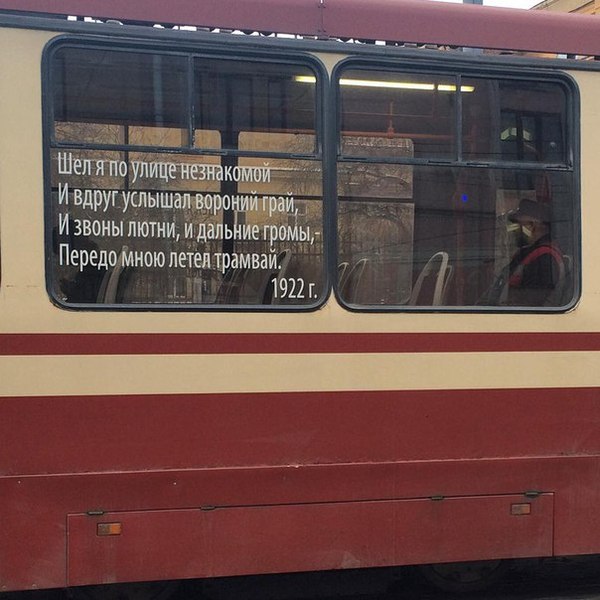 Шел я по улице незнакомой
И вдруг услышал вороний грай,
И звоны лютни, и дальние громы,-
Передо мною летел трамвай.
1922 г.